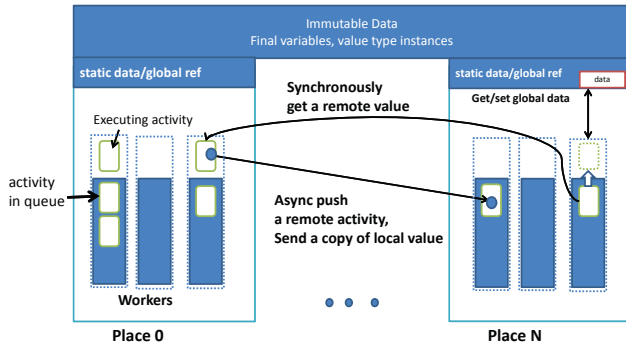 Immutable Data
Final variables, value type instances
static data/global ref
static data/global ref
data
Synchronously
get a remote value
Get/set global data
Executing activity
activity
in queue
Async push
a remote activity,
Send a copy of local value
Workers
Place 0
Place N